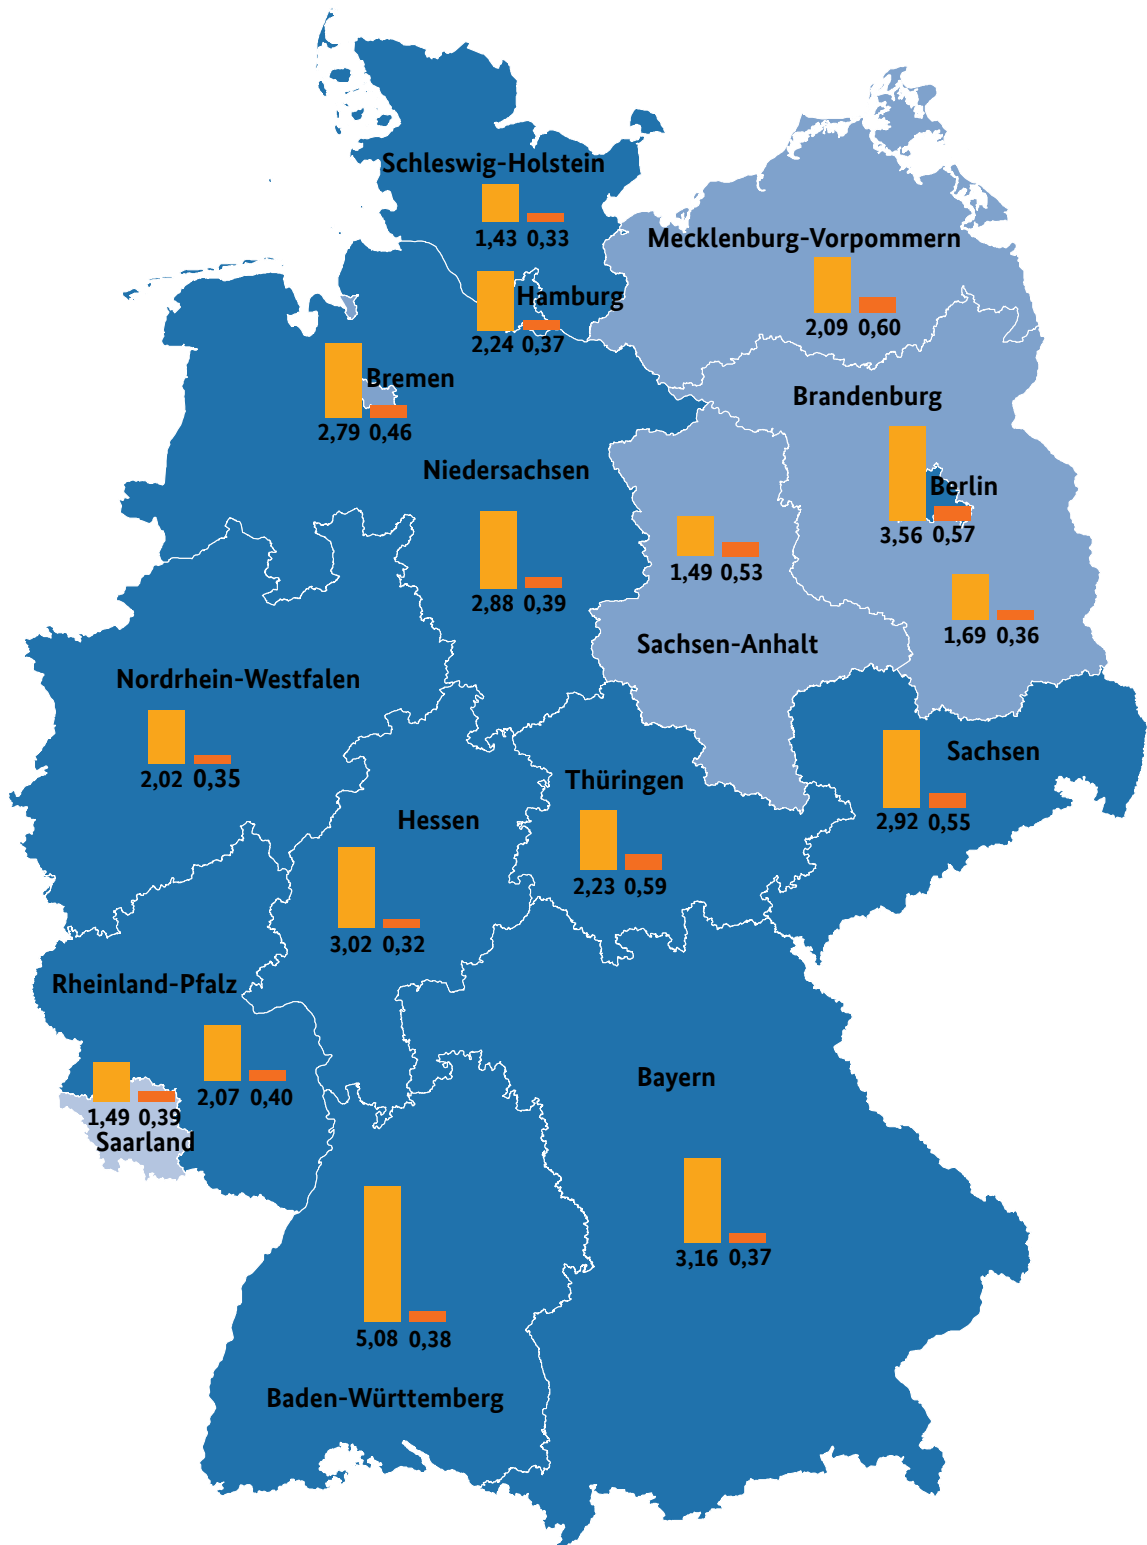 Schleswig-Holstein
1,43 0,33
Mecklenburg-Vorpommern
2,09 0,60
Hamburg
2,24 0,37
Bremen
2,79 0,46
Brandenburg
Niedersachsen
2,88 0,39
Berlin
3,56 0,57
1,49 0,53
Sachsen-Anhalt
1,69 0,36
Nordrhein-Westfalen
2,02 0,35
Sachsen
2,92 0,55
Thüringen
2,23 0,59
Hessen
3,02 0,32
Rheinland-Pfalz
2,07 0,40
1,49 0,39
Saarland
Bayern
3,16 0,37
5,08 0,38
Baden-Württemberg